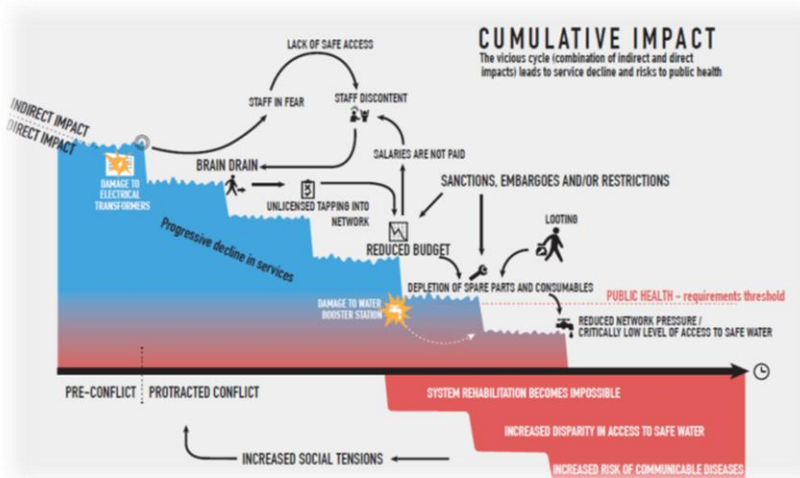 CUMULATIVE IMPACT
The vicious cycle (combination of indirect and direct
impacts) leads to service decline and risks to public health
LACK OF SAFE ACCESS
STAFF IN FEAR
STAFF DISCONTENT
INDIRECT IMPACT
DIRECT IMPACT
BRAIN DRAIN
SALARIES ARE NOT PAID
DAMAGE TO
ELECTRICAL
TRANSFORMERS
SANCTIONS, EMBARGOES AND/OR RESTRICTIONS
UNLICENSED TAPPING INTO
NETWORK
LOOTING
Progressive decline in services
REDUCED BUDGET
DEPLETION OF SPARE PARTS AND CONSUMABLES
PUBLIC HEALTH – requirements threshold
DAMAGE TO WATER
BOOSTER STATION
REDUCED NETWORK PRESSURE /
CRITICALLY LOW LEVEL OF ACCESS TO SAFE WATER
PRE-CONFLICT
PROTRACTED CONFLICT
SYSTEM REHABILITATION BECOMES IMPOSSIBLE
INCREASED DISPARITY IN ACCESS TO SAFE WATER
INCREASED SOCIAL TENSIONS
INCREASED RISK OF COMMUNICABLE DISEASES